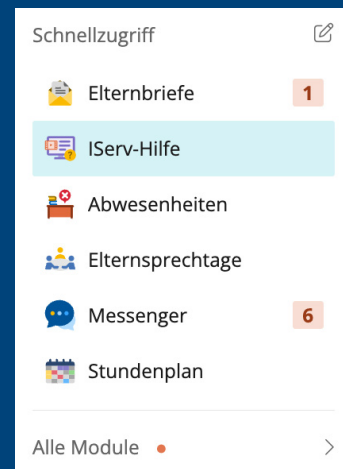 Schnellzugriff
Elternbriefe 1
IServ-Hilfe
Abwesenheiten
Elternsprechtage
Messenger 6
Stundenplan
Alle Module